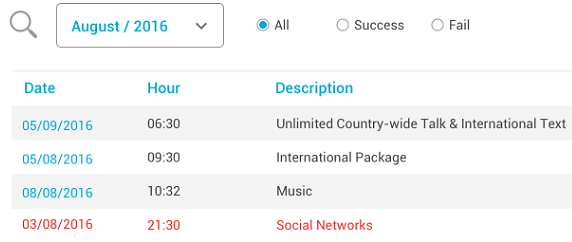 August / 2016 All Success Fail
Date Hour Description
05/09/2016 06:30 Unlimited Country-wide Talk & International Text
05/08/2016 09:30 International Package
08/08/2016 10:32 Music
03/08/2016 21:30 Social Networks